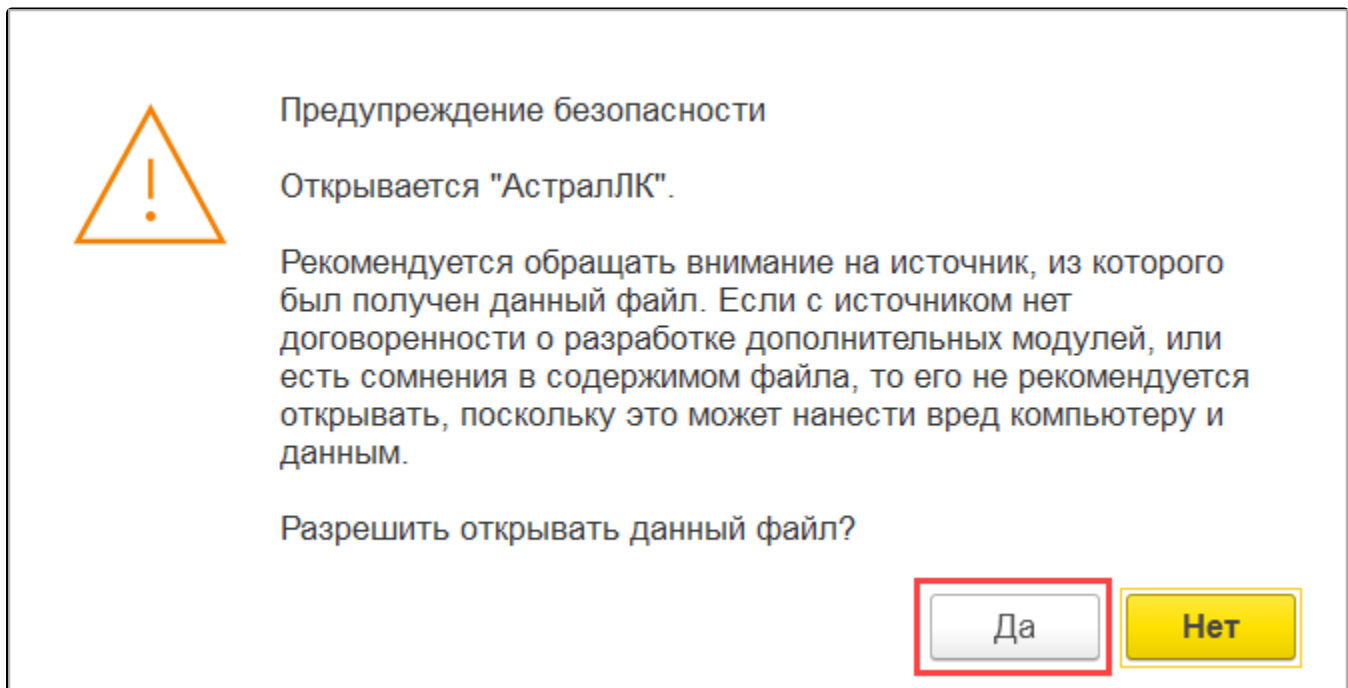 Предупреждение безопасности
Открывается "АстралЛК".
Рекомендуется обращать внимание на источник, из которого
был получен данный файл. Если с источником нет
договоренности о разработке дополнительных модулей, или
есть сомнения в содержимом файла, то его не рекомендуется
открывать, поскольку это может нанести вред компьютеру и
данным.
Разрешить открывать данный файл?
Да Нет